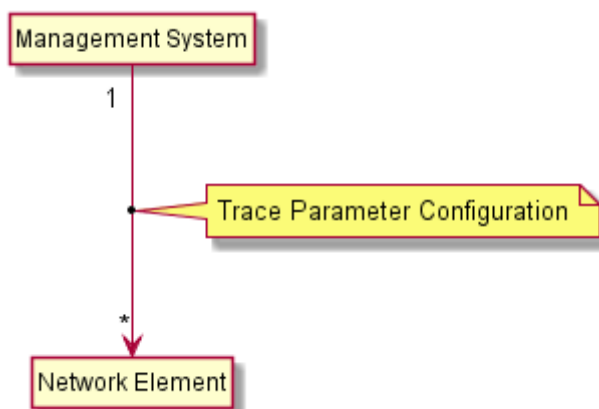 Management System
1
Trace Parameter Configuration
*
Network Element